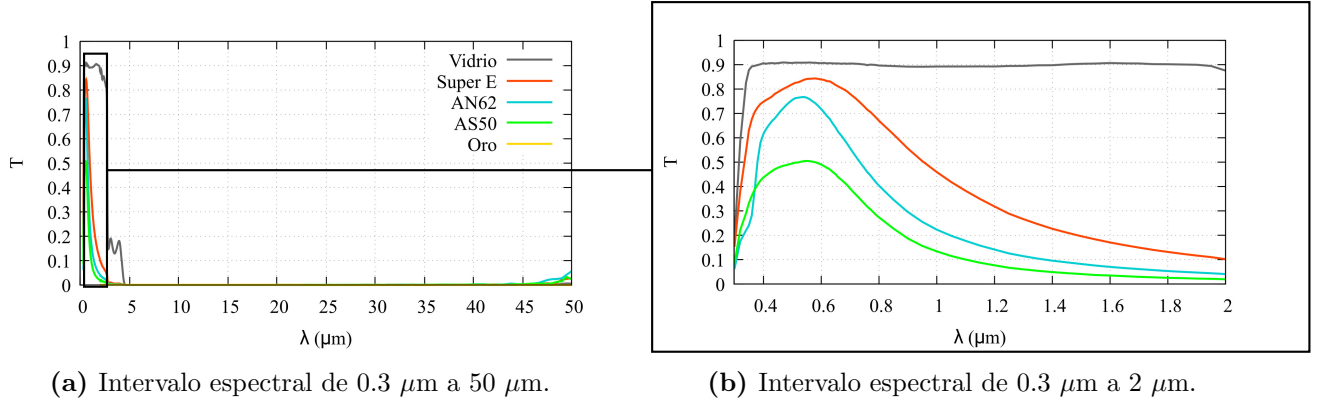 1
0.9
0.8
0.7
0.6
0.5
0.4
0.3
0.2
0.1
0
T
Vidrio
Super E
AN62
AS50
Oro
0 5 10 15 20 25 30 35 40 45 50
λ (μm)
(a) Intervalo espectral de 0.3 μm a 50 μm.
1
0.9
0.8
0.7
0.6
0.5
0.4
0.3
0.2
0.1
0
T
0.4 0.6 0.8 1 1.2 1.4 1.6 1.8 2
λ (μm)
(b) Intervalo espectral de 0.3 μm a 2 μm.